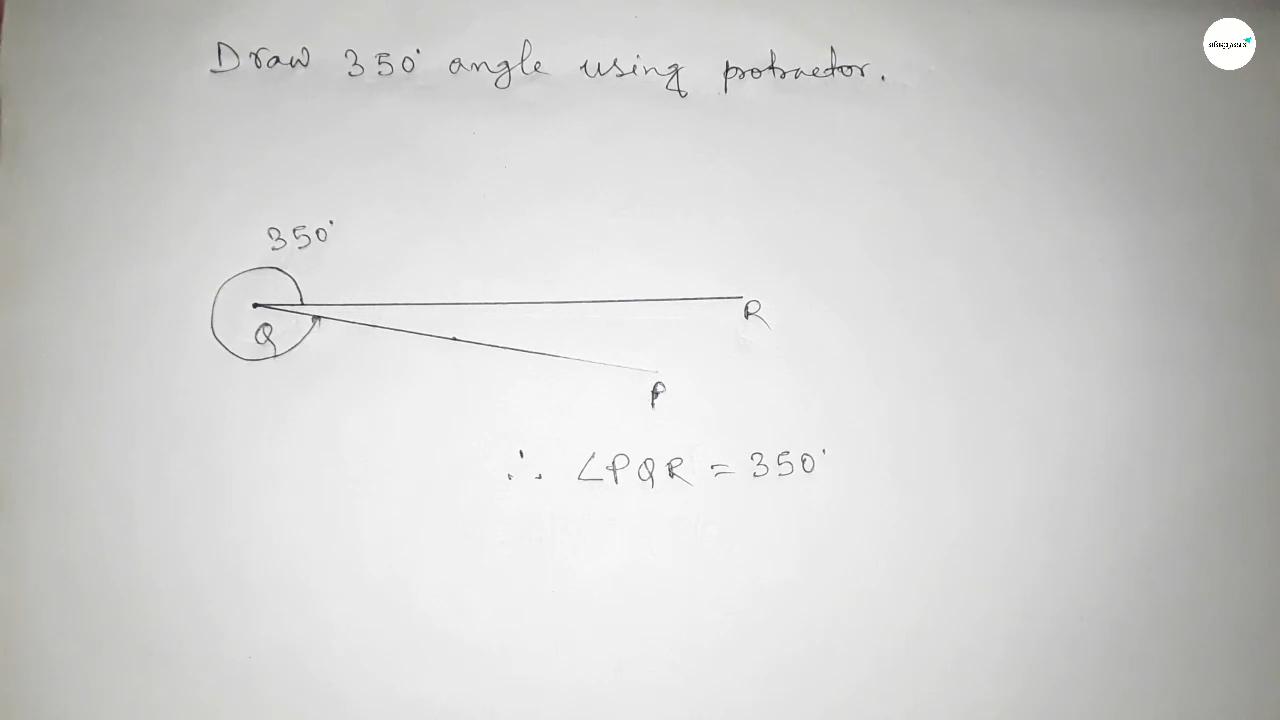 Draw 350° angle using protractor.
350°
R
Q
P
∴ ∠PQR = 350°